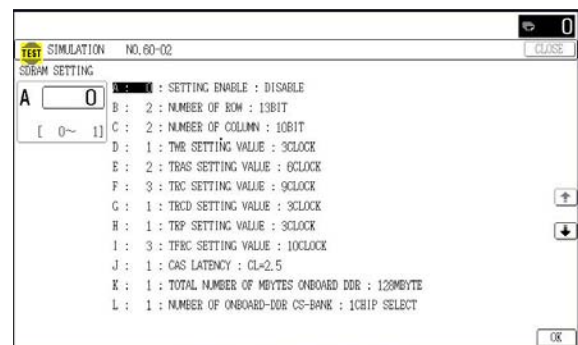 0
TEST SIMULATION NO.60-02
CLOSE
SDRAM SETTING
A 0
[ 0~ 1]
A : 0 : SETTING ENABLE : DISABLE
B : 2 : NUMBER OF ROW : 13BIT
C : 2 : NUMBER OF COLUMN : 10BIT
D : 1 : TWR SETTING VALUE : 3CLOCK
E : 2 : TRAS SETTING VALUE : 6CLOCK
F : 3 : TRC SETTING VALUE : 9CLOCK
G : 1 : TRCD SETTING VALUE : 3CLOCK
H : 1 : TRP SETTING VALUE : 3CLOCK
I : 3 : TFRC SETTING VALUE : 10CLOCK
J : 1 : CAS LATENCY : CL=2.5
K : 1 : TOTAL NUMBER OF MBYTES ONBOARD DDR : 128MBYTE
L : 1 : NUMBER OF ONBOARD-DDR CS-BANK : 1CHIP SELECT
OK